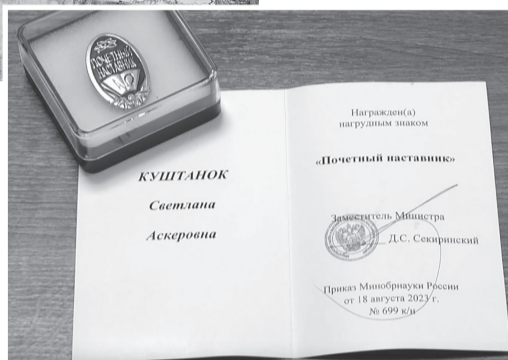 ПОЧЕТНЫЙ
НАСТАВНИК
КУШТАНОК
Светлана
Аскеровна
Награжден(а)
нагрудным знаком
«Почетный наставник»
Заместитель Министра
Д.С. Секиринский
Приказ Минобрнауки России
от 18 августа 2023 г.
№ 699 к/н